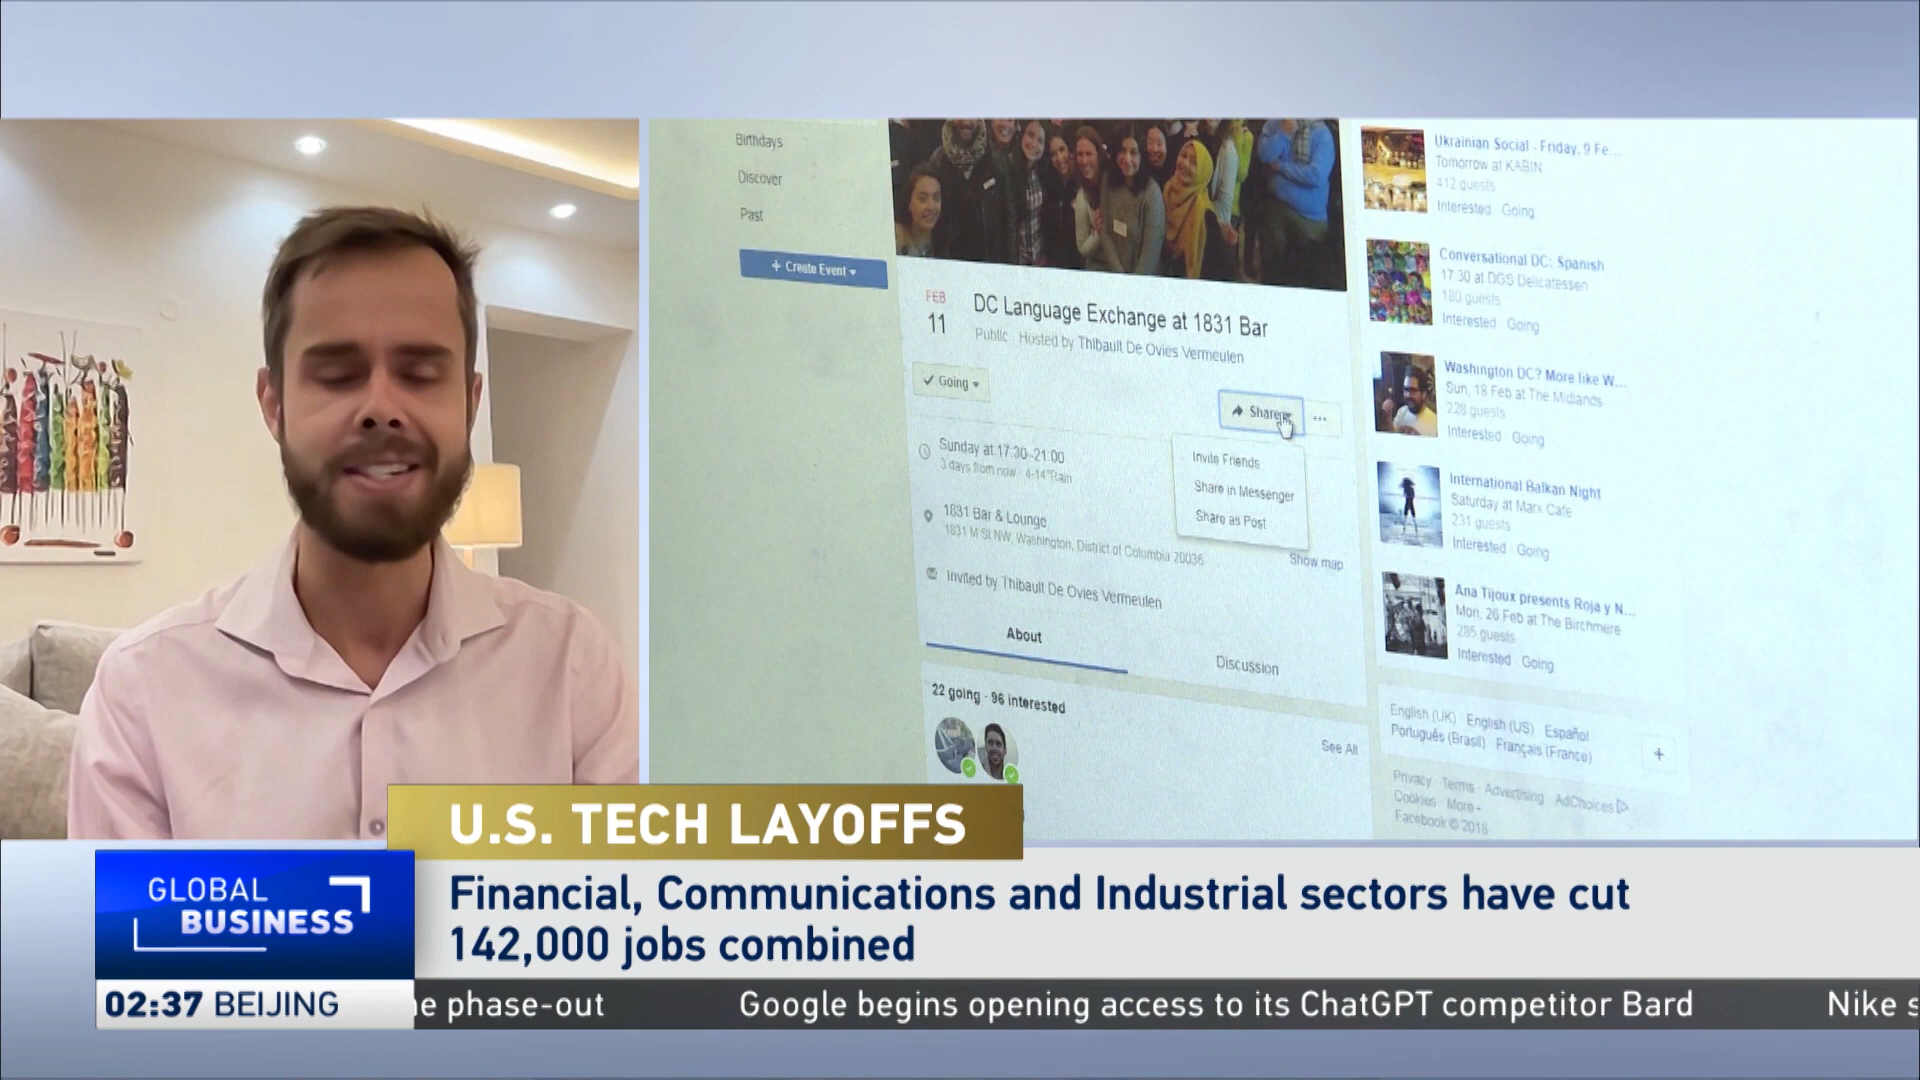 Birthdays
Discover
Past
+ Create Event
FEB
11
DC Language Exchange at 1831 Bar
Public · Hosted by Thibault De Ovies Vermeulen
✓ Going
Share
...
Invite Friends
Share in Messenger
Share as Post
Sunday at 17:30–21:00
3 days from now · 4-14° Rain
1831 Bar & Lounge
1831 M St NW, Washington, District of Columbia 20036
Show map
Invited by Thibault De Ovies Vermeulen
About
Discussion
22 going · 96 interested
See All
Ukrainian Social - Friday, 9 Fe...
Tomorrow at KABIN
412 guests
Interested · Going
Conversational DC: Spanish
17:30 at DGS Delicatessen
180 guests
Interested · Going
Washington DC? More like W...
Sun, 18 Feb at The Midlands
228 guests
Interested · Going
International Balkan Night
Saturday at Marx Cafe
231 guests
Interested · Going
Ana Tijoux presents Roja y N...
Mon, 26 Feb at The Birchmere
285 guests
Interested · Going
English (UK) · English (US) · Español
Português (Brasil) · Français (France)
+
Privacy · Terms · Advertising · AdChoices
Cookies · More
Facebook © 2018
U.S. TECH LAYOFFS
GLOBAL
BUSINESS
Financial, Communications and Industrial sectors have cut
142,000 jobs combined
02:37 BEIJING
phase-out Google begins opening access to its ChatGPT competitor Bard Nike